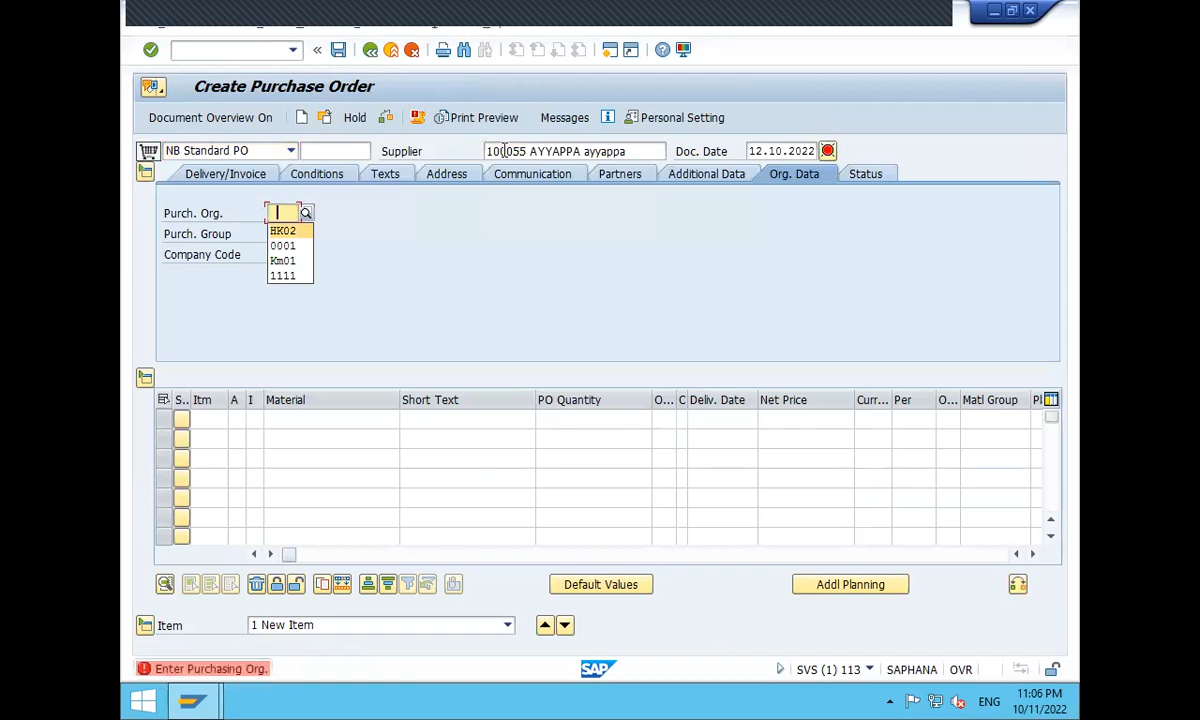 Create Purchase Order
Document Overview On
Hold
Print Preview
Messages
Personal Setting
NB Standard PO
Supplier
AYYAPPA ayyappa
Doc. Date
12.10.2022
Delivery/Invoice
Conditions
Texts
Address
Communication
Partners
Additional Data
Org. Data
Status
Purch. Org.
Purch. Group
Company Code
HK02
0001
Km01
1111
S.. Itm A I Material Short Text PO Quantity O... C Deliv. Date Net Price Curr... Per O... Matl Group Pl
Default Values
Addl Planning
Item
1 New Item
Enter Purchasing Org.
SAP
SVS (1) 113
SAPHANA
OVR
ENG
11:06 PM
10/11/2022